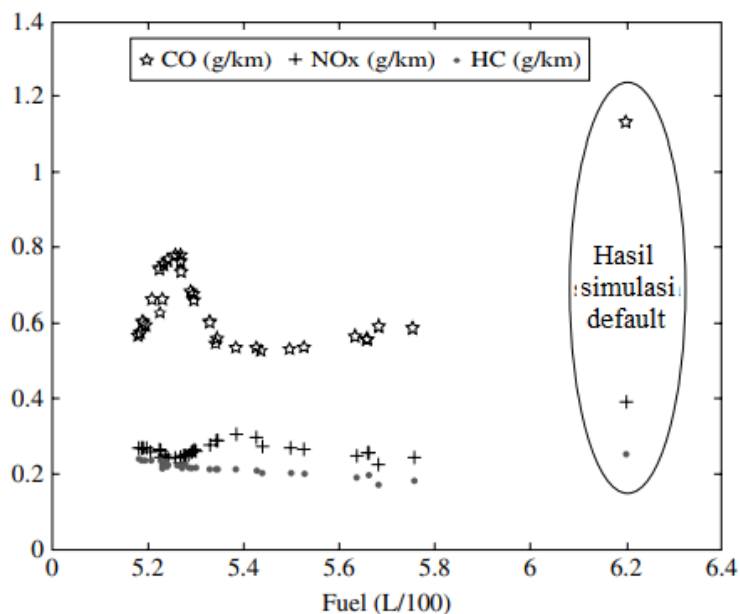 1.4
☆ CO (g/km) + NOx (g/km) • HC (g/km)
1.2
1
0.8
Hasil
simulasi
default
0.6
0.4
0.2
0
0 5.2 5.4 5.6 5.8 6 6.2 6.4
Fuel (L/100)